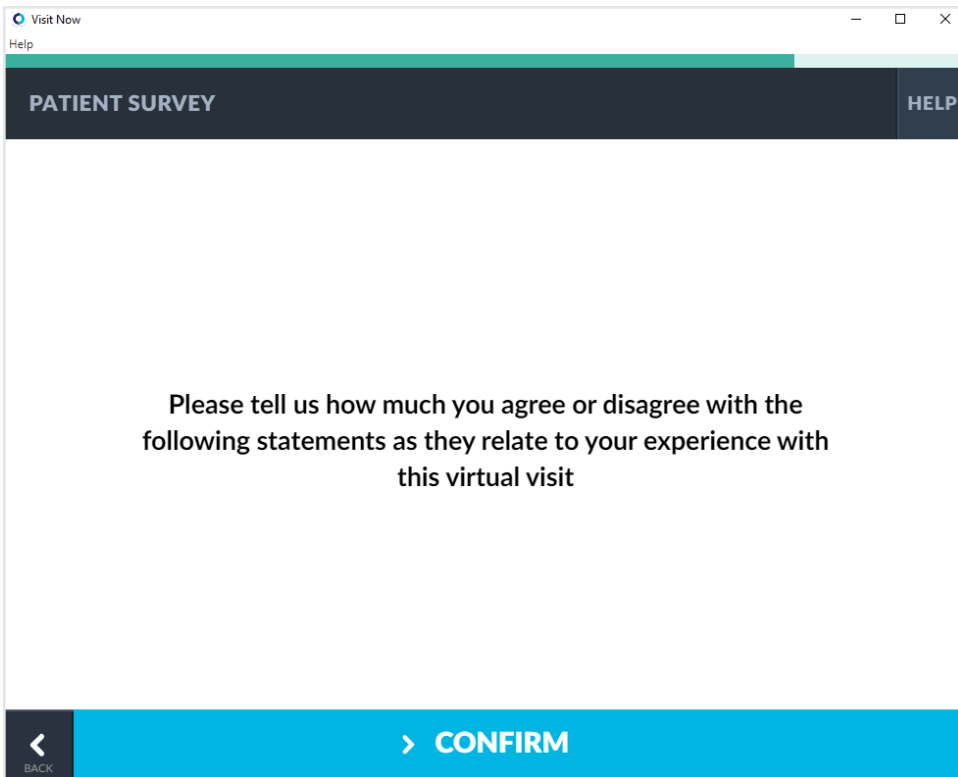 Visit Now
Help
PATIENT SURVEY
HELP
Please tell us how much you agree or disagree with the
following statements as they relate to your experience with
this virtual visit
BACK
CONFIRM